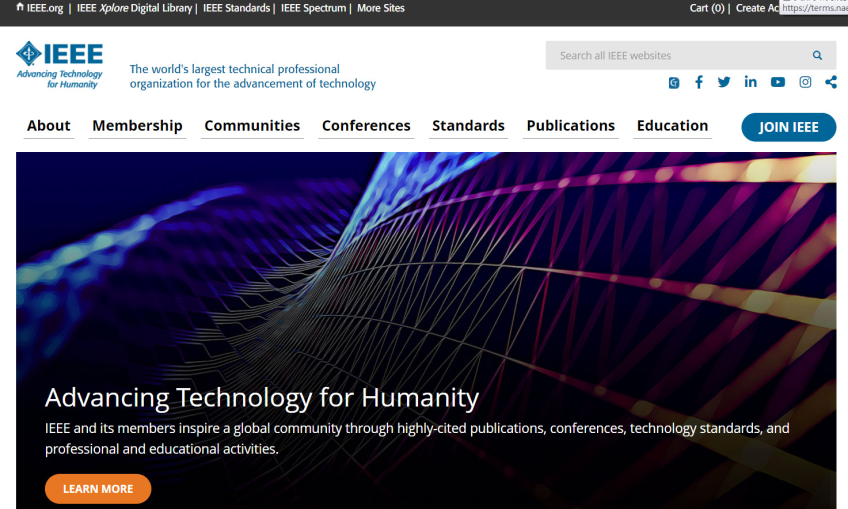 IEEE.org | IEEE Xplore Digital Library | IEEE Standards | IEEE Spectrum | More Sites
Cart (0) | Create
https://terms.nae
IEEE
Advancing Technology
for Humanity
The world's largest technical professional
organization for the advancement of technology
Search all IEEE websites
About Membership Communities Conferences Standards Publications Education JOIN IEEE
Advancing Technology for Humanity
IEEE and its members inspire a global community through highly-cited publications, conferences, technology standards, and
professional and educational activities.
LEARN MORE